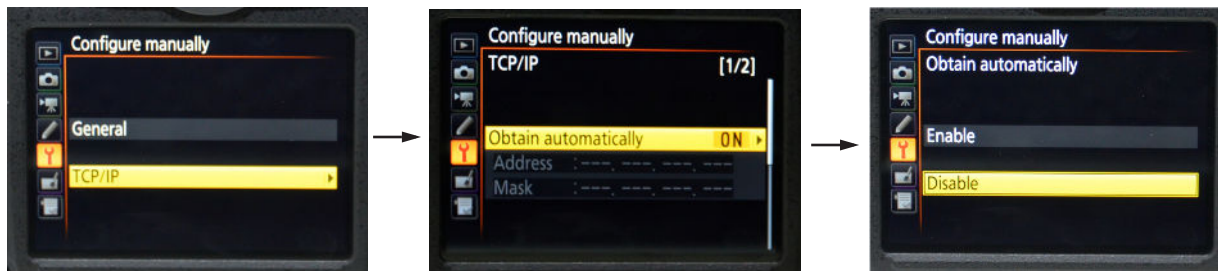 Configure manually
General
TCP/IP
Configure manually
TCP/IP [1/2]
Obtain automatically ON
Address :---. ---. ---. ---
Mask :---. ---. ---. ---
Configure manually
Obtain automatically
Enable
Disable